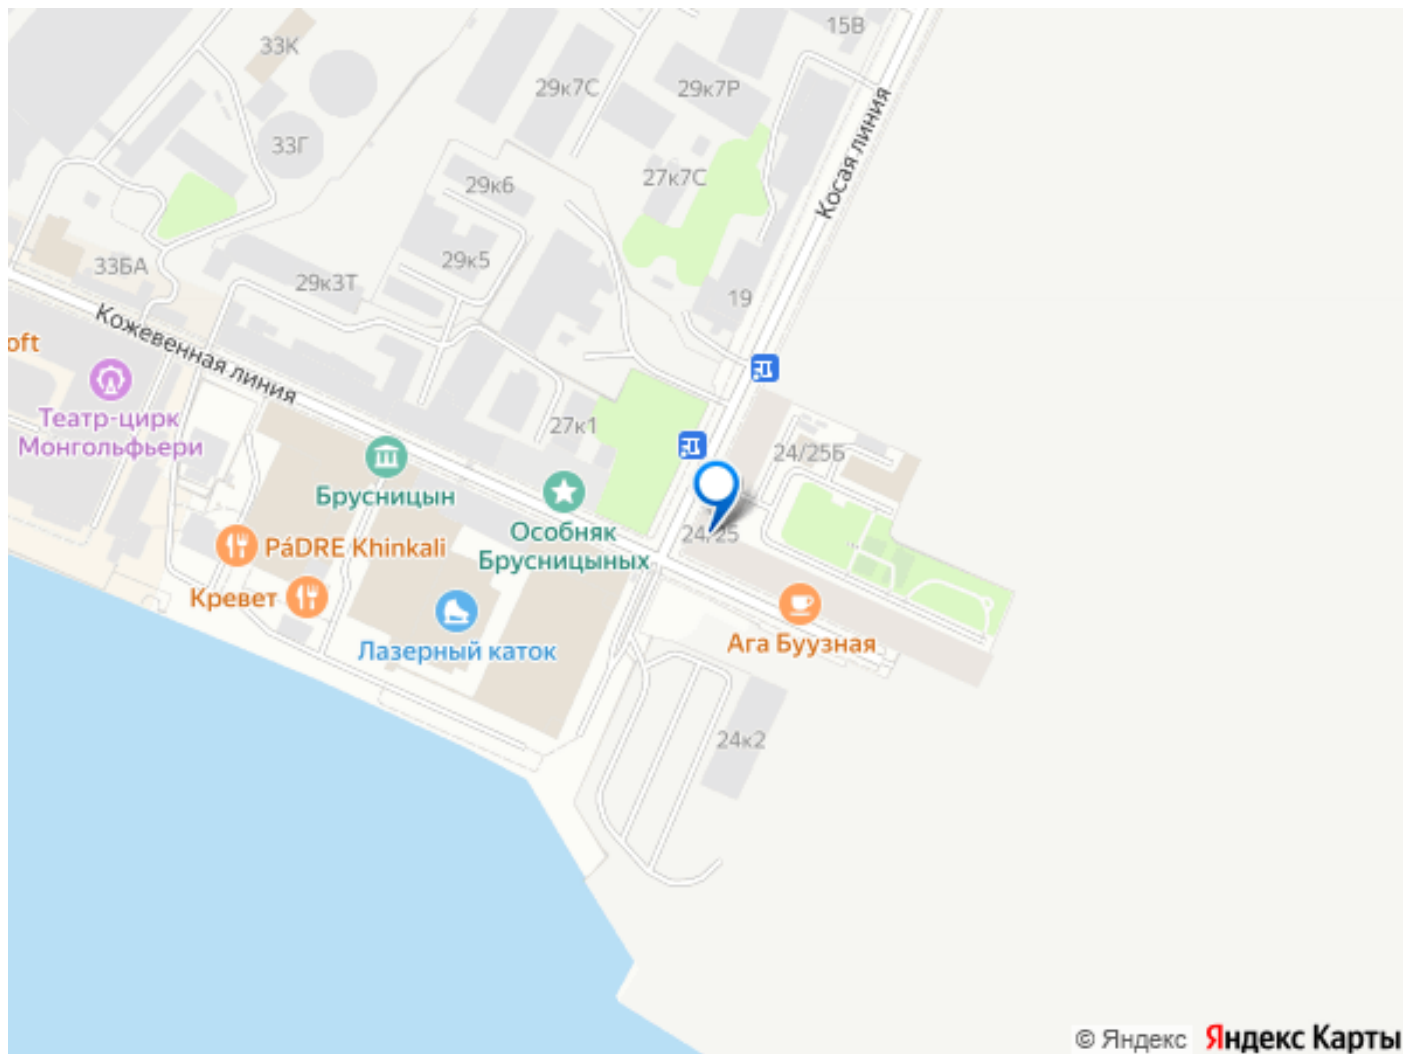 15В
33К
29к7С
29к7Р
33Г
Косая линия
27к7С
29к6
29к5
33БА
29к3Т
19
Кожевенная линия
oft
Театр-цирк
Монгольфьери
27к1
24/25Б
Брусницын
Особняк
Брусницыных
24/25
PáDRE Khinkali
Кревет
Лазерный каток
Ага Буузная
24к2
© Яндекс Яндекс Карты